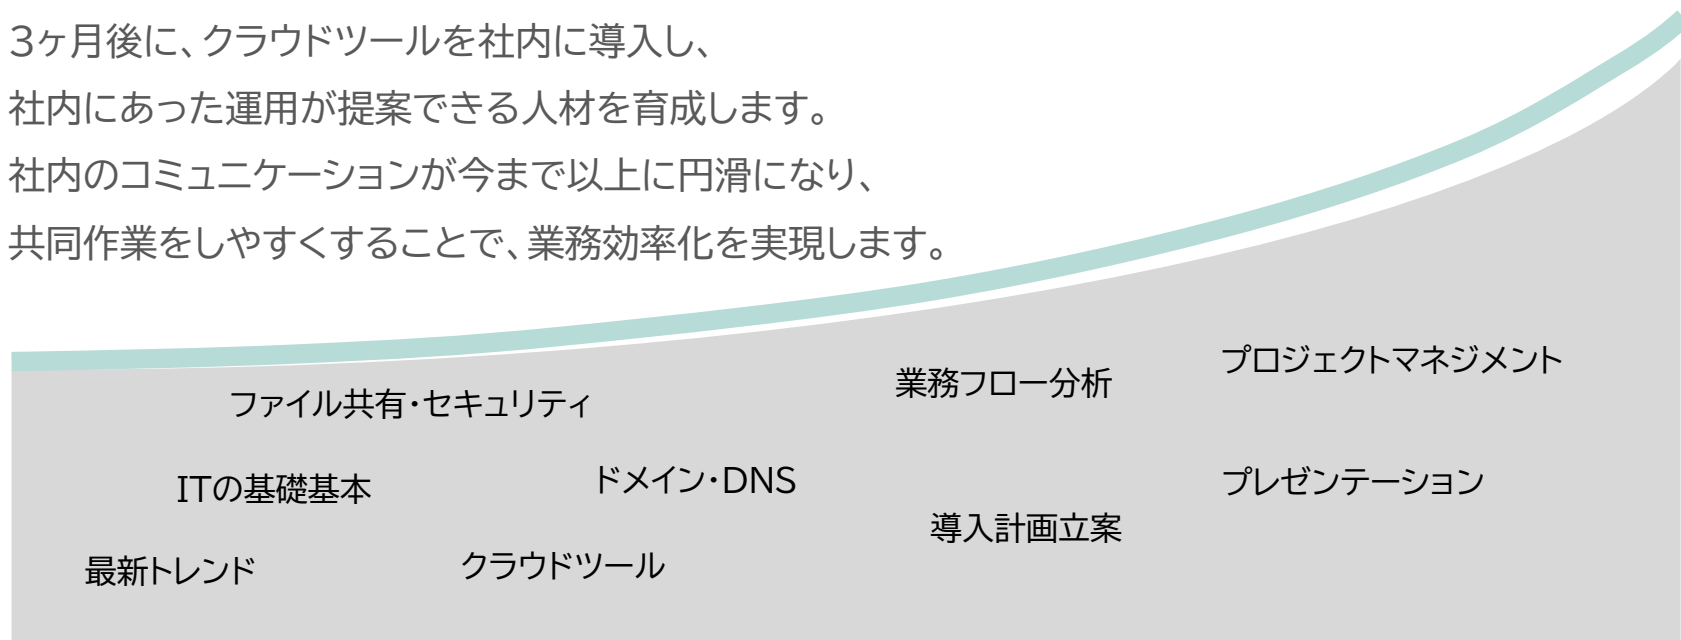 3ヶ月後に、クラウドツールを社内に導入し、
社内にあった運用が提案できる人材を育成します。
社内のコミュニケーションが今まで以上に円滑になり、
共同作業をしやすくすることで、業務効率化を実現します。
ファイル共有・セキュリティ
業務フロー分析
プロジェクトマネジメント
ITの基礎基本
ドメイン・DNS
導入計画立案
プレゼンテーション
最新トレンド
クラウドツール